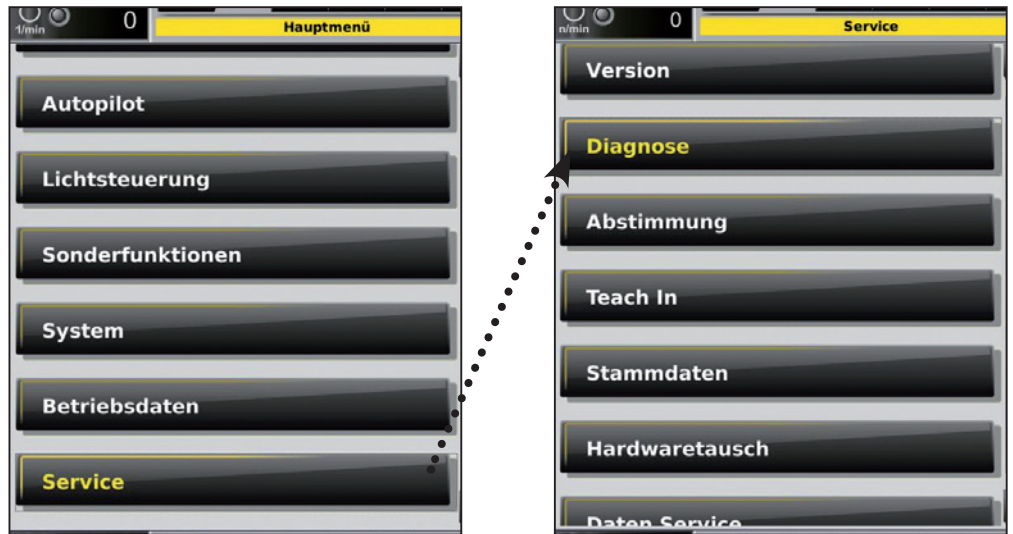 1/min
0
Hauptmenü
Autopilot
Lichtsteuerung
Sonderfunktionen
System
Betriebsdaten
Service
n/min
0
Service
Version
Diagnose
Abstimmung
Teach In
Stammdaten
Hardwaretausch
Daten Service